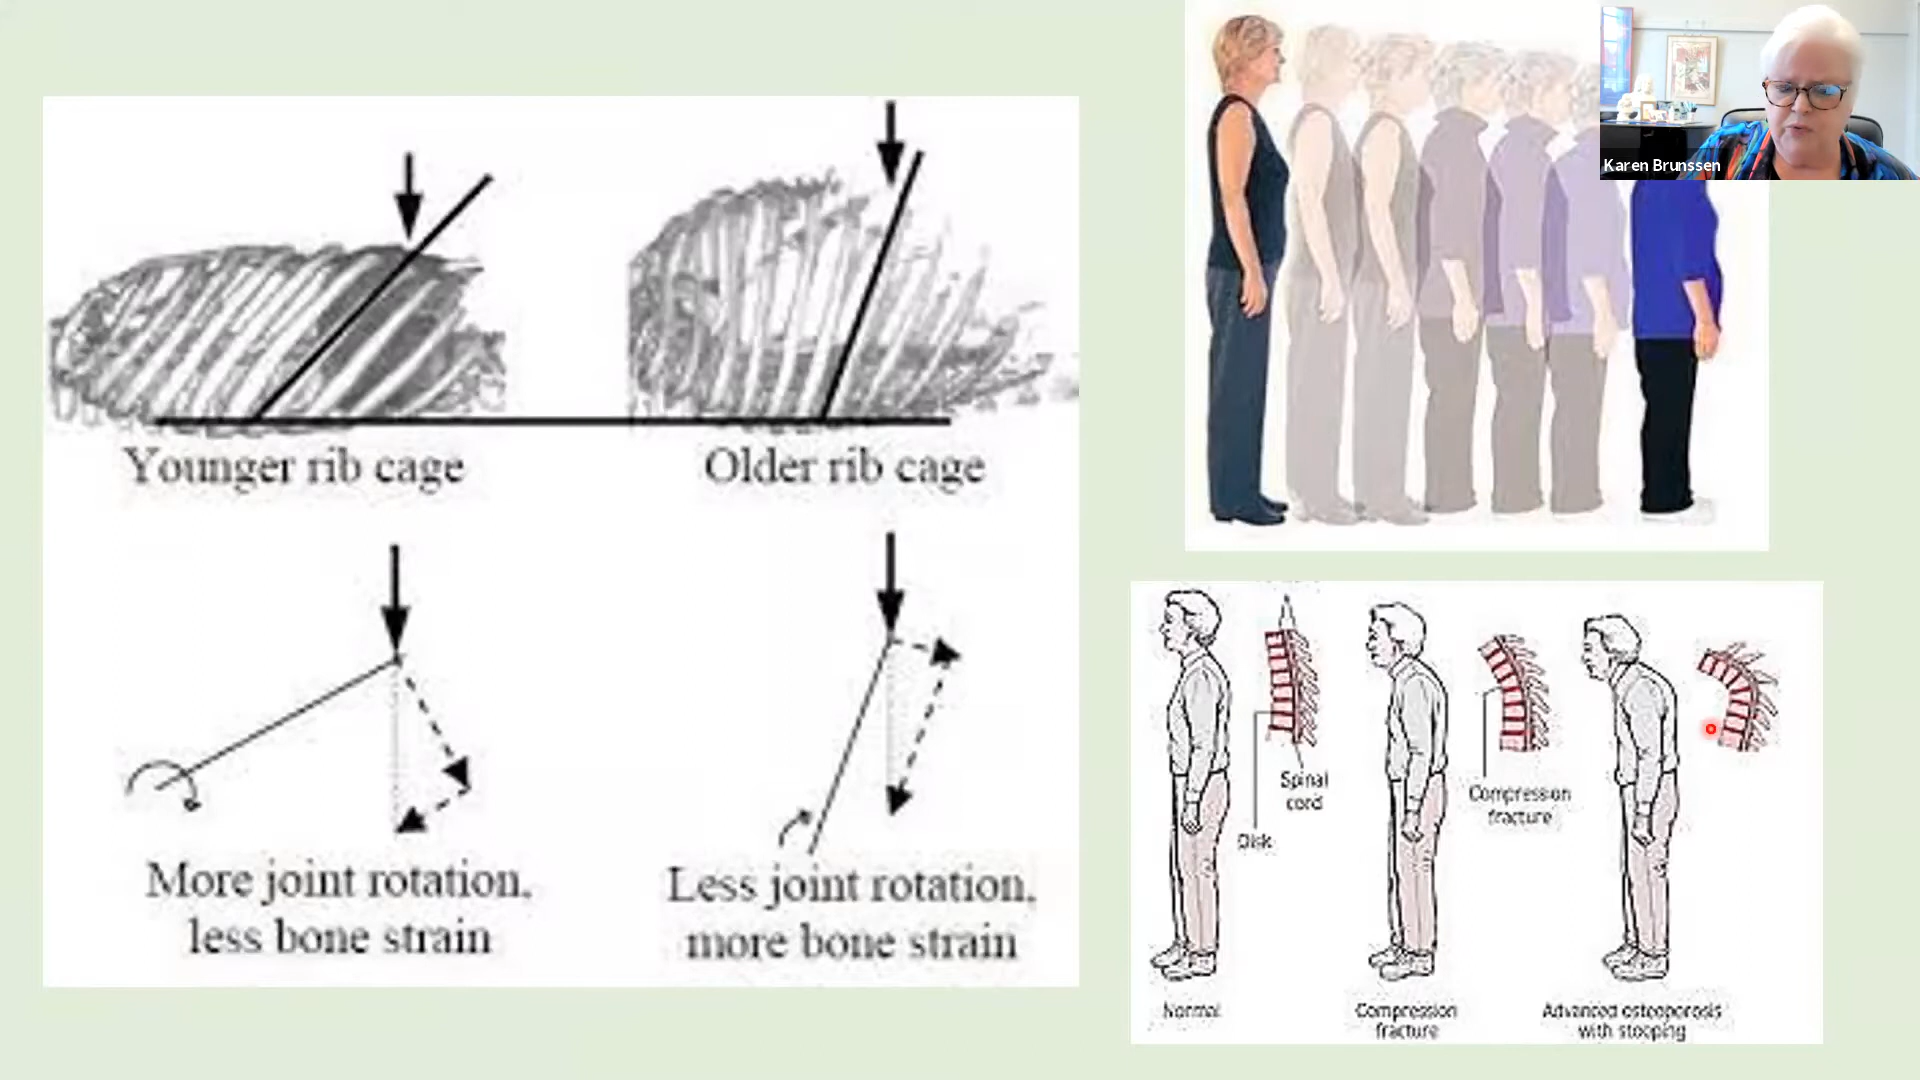 Younger rib cage
Older rib cage
More joint rotation,
less bone strain
Less joint rotation,
more bone strain
Karen Brunssen
Spinal
cord
Disk
Compression
fracture
Normal
Compression
fracture
Advanced osteoporosis
with stooping